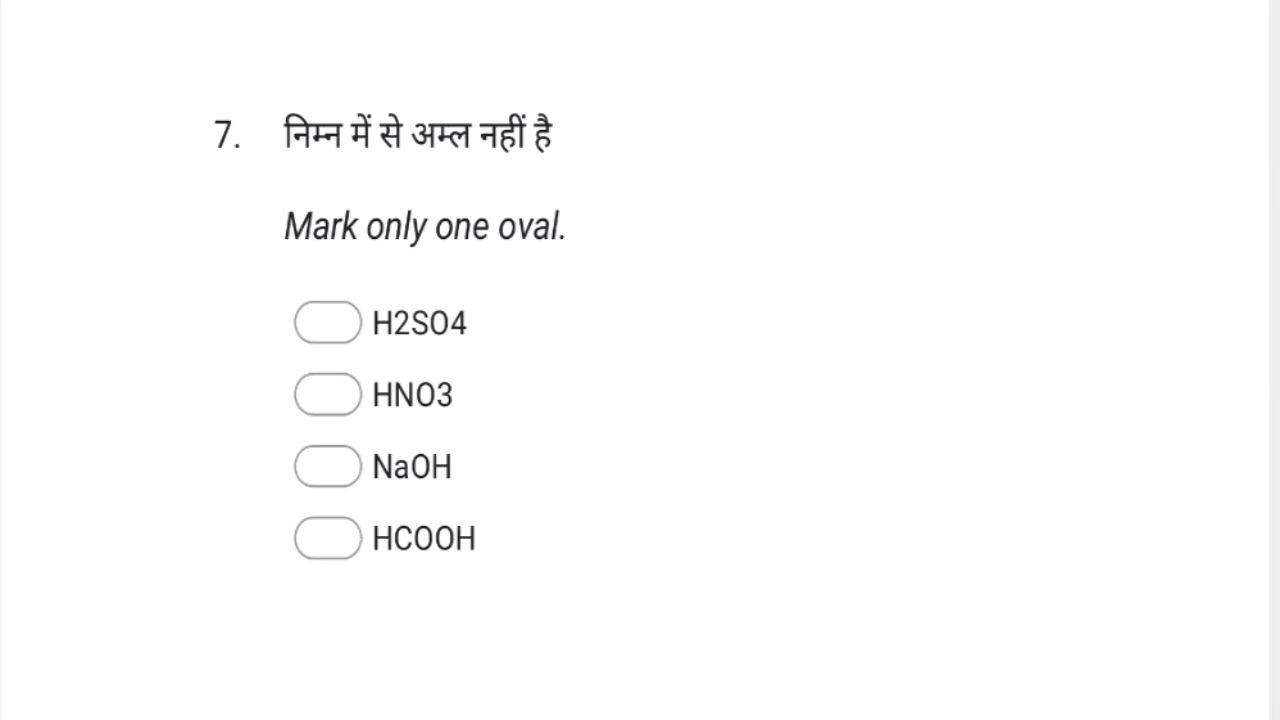 7. निम्न में से अम्ल नहीं है
Mark only one oval.
H2SO4
HNO3
NaOH
HCOOH